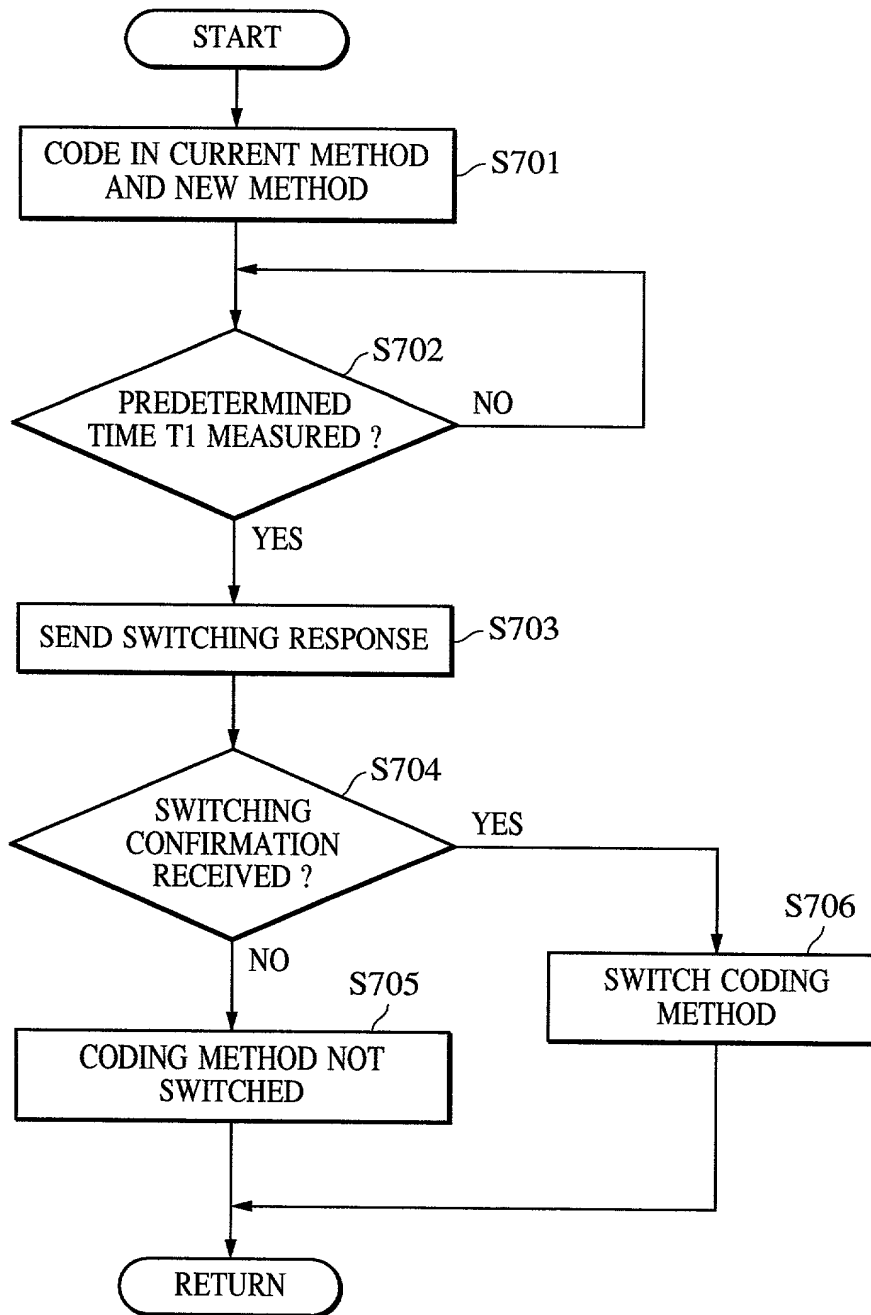 START
CODE IN CURRENT METHOD
AND NEW METHOD
S701
S702
PREDETERMINED
TIME T1 MEASURED ?
NO
YES
SEND SWITCHING RESPONSE
S703
S704
SWITCHING
CONFIRMATION
RECEIVED ?
YES
NO
S706
SWITCH CODING
METHOD
S705
CODING METHOD NOT
SWITCHED
RETURN